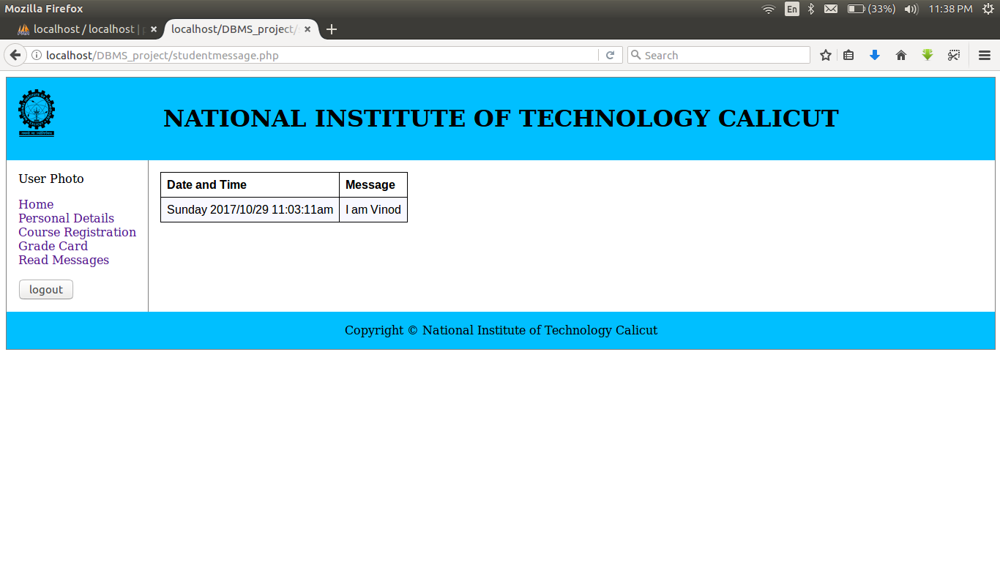 Mozilla Firefox
En
(33%)
11:38 PM
localhost / localhost |
localhost/DBMS_project/
localhost/DBMS_project/studentmessage.php
Search
NATIONAL INSTITUTE OF TECHNOLOGY CALICUT
User Photo
Home
Personal Details
Course Registration
Grade Card
Read Messages
logout
Date and Time Message
Sunday 2017/10/29 11:03:11am I am Vinod
Copyright © National Institute of Technology Calicut